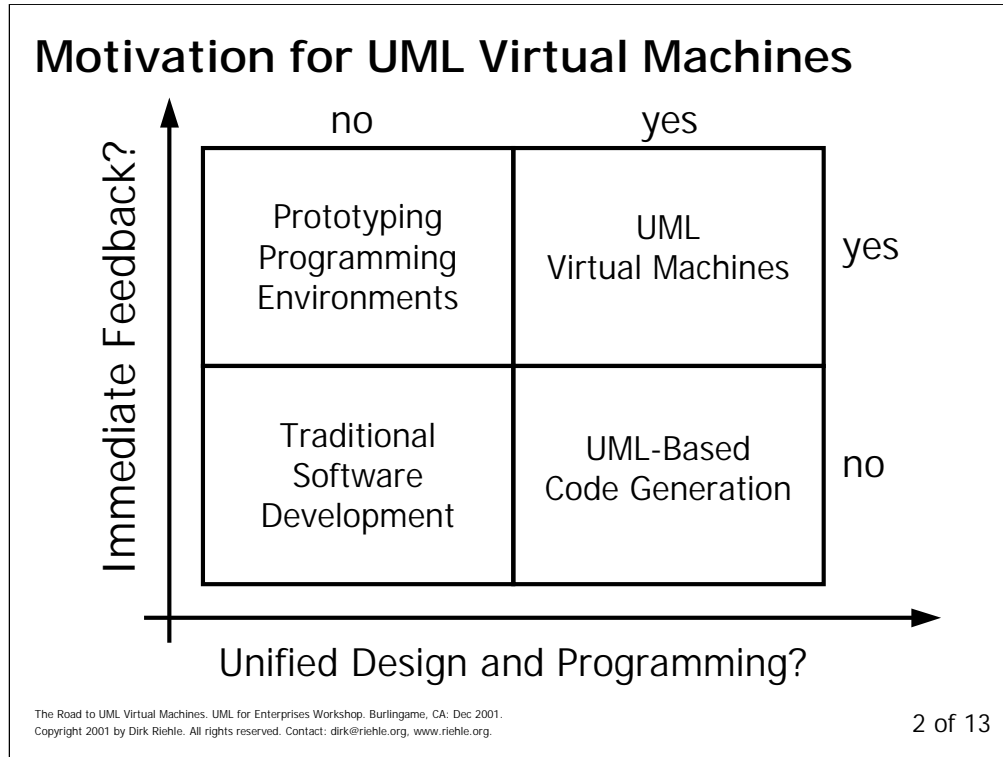 Motivation for UML Virtual Machines
no
yes
Immediate Feedback?
Prototyping
Programming
Environments
UML
Virtual Machines
yes
Traditional
Software
Development
UML-Based
Code Generation
no
Unified Design and Programming?
The Road to UML Virtual Machines. UML for Enterprises Workshop. Burlingame, CA: Dec 2001.
Copyright 2001 by Dirk Riehle. All rights reserved. Contact: dirk@riehle.org, www.riehle.org.
2 of 13